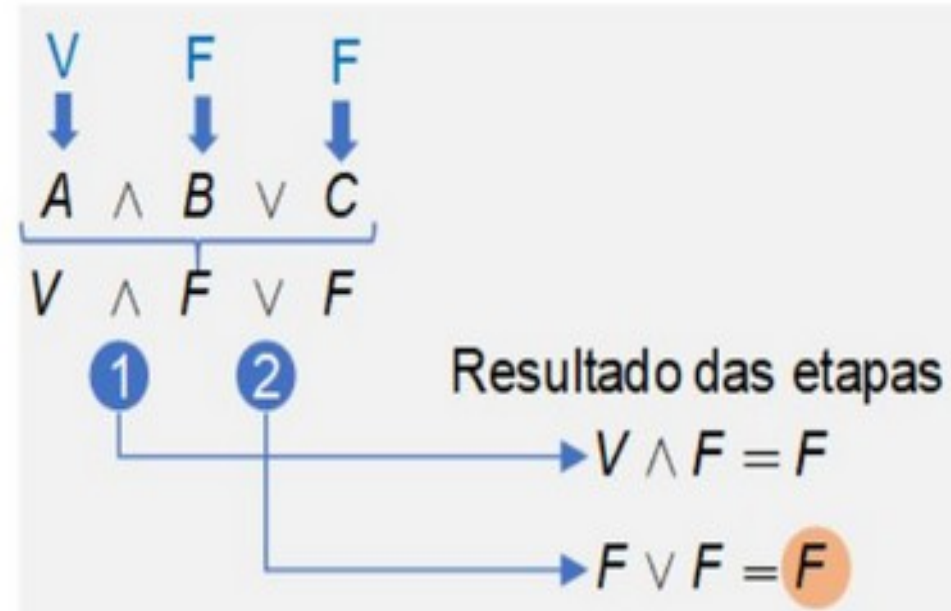 V F F
A ∧ B ∨ C
V ∧ F ∨ F
1 2
Resultado das etapas
V ∧ F = F
F ∨ F = F